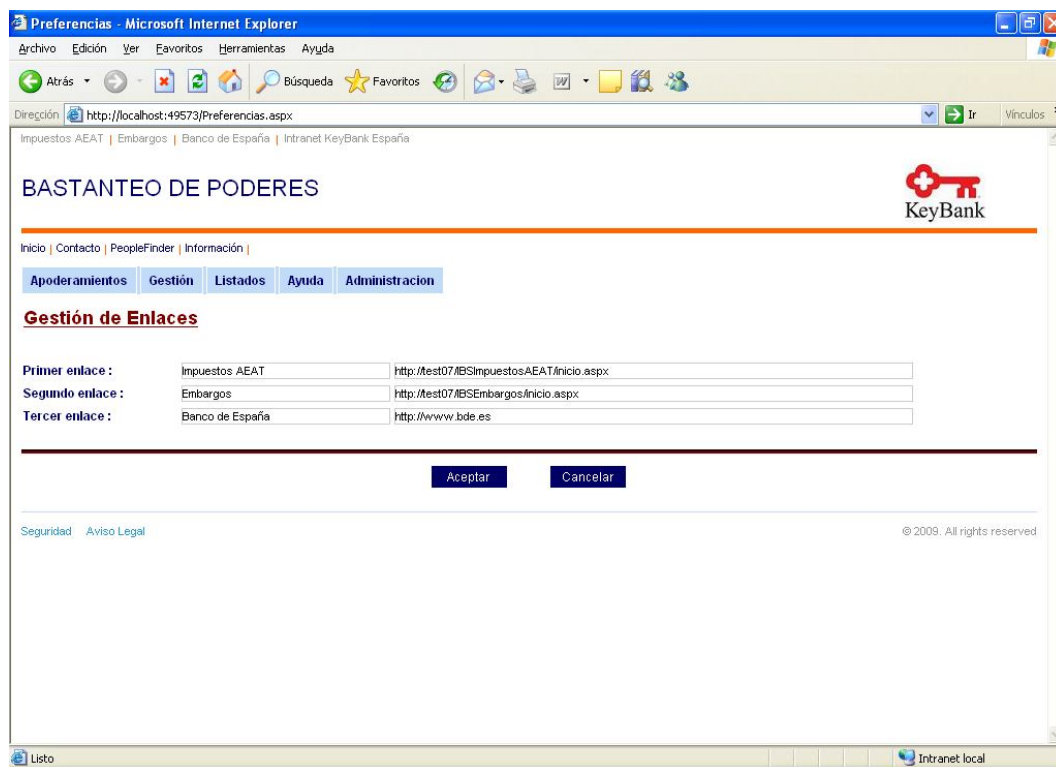 Preferencias - Microsoft Internet Explorer
Archivo Edición Ver Favoritos Herramientas Ayuda
Atrás Búsqueda Favoritos
Dirección http://localhost:49573/Preferencias.aspx Ir Vínculos
Impuestos AEAT | Embargos | Banco de España | Intranet KeyBank España
BASTANTEO DE PODERES
KeyBank
Inicio | Contacto | PeopleFinder | Información |
Apoderamientos Gestión Listados Ayuda Administracion
Gestión de Enlaces
Primer enlace : Impuestos AEAT http://test07/IBSImpuestosAEAT/inicio.aspx
Segundo enlace : Embargos http://test07/IBSEmbargos/inicio.aspx
Tercer enlace : Banco de España http://www.bde.es
Aceptar Cancelar
Seguridad Aviso Legal © 2009. All rights reserved
Listo Intranet local